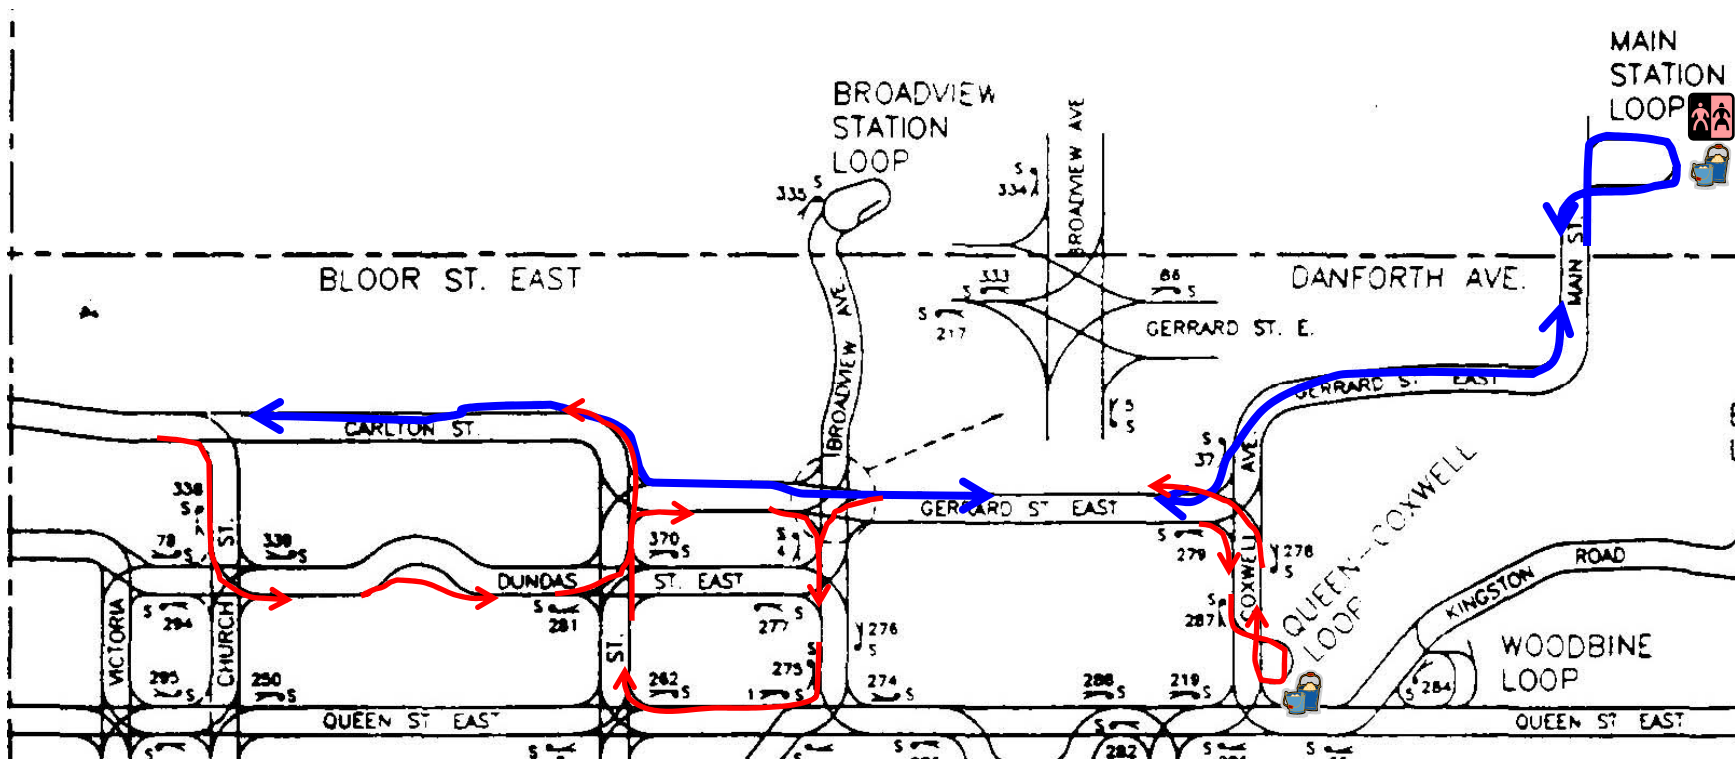 MAIN
STATION
LOOP
BROADVIEW
STATION
LOOP
335 S
S
334
BROADVIEW AVE
BLOOR ST. EAST
DANFORTH AVE.
MAIN ST.
BROADVIEW AVE.
S 333
86
S
S
217
GERRARD ST. E.
GERRARD ST. EAST
S
S
CARLTON ST.
S
37
AVE.
GERRARD ST EAST
COXWELL
QUEEN-COXWELL
LOOP
S
ST.
78
S
338
S
370
S
S
4
S
279
278
S
DUNDAS
ST. EAST
KINGSTON
ROAD
VICTORIA
CHURCH
S
294
S
281
S
277
276
S
S
287
ST.
S
275
WOODBINE
LOOP
295
S
250
S
262
S
1
S
274
S
288
S
219
S
S 284
QUEEN ST EAST
QUEEN ST EAST
S
S
S
S
S
282
S
S